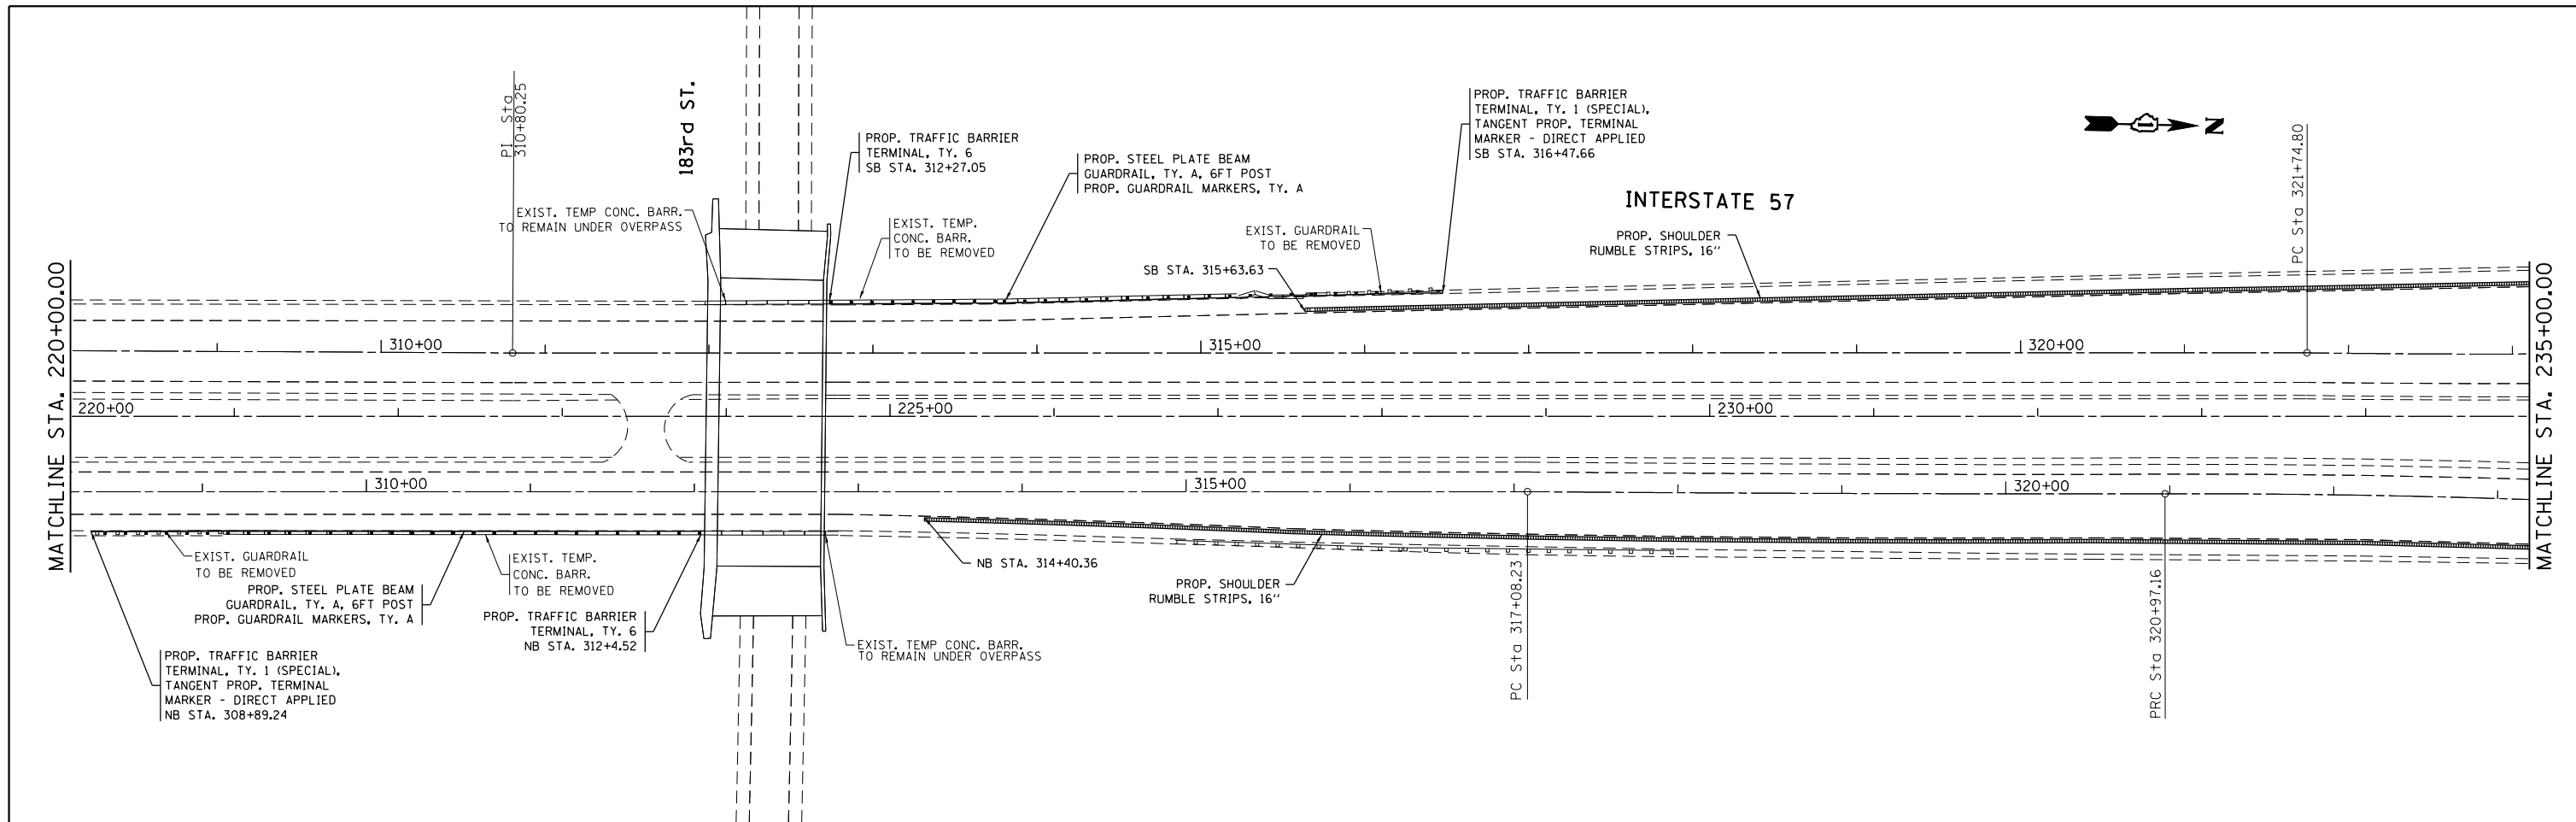 PI Sta
310+80.25
183rd ST.
PROP. TRAFFIC BARRIER
TERMINAL, TY. 6
SB STA. 312+27.05
PROP. STEEL PLATE BEAM
GUARDRAIL, TY. A, 6FT POST
PROP. GUARDRAIL MARKERS, TY. A
PROP. TRAFFIC BARRIER
TERMINAL, TY. 1 (SPECIAL),
TANGENT PROP. TERMINAL
MARKER - DIRECT APPLIED
SB STA. 316+47.66
N
PC Sta 321+74.80
INTERSTATE 57
EXIST. TEMP CONC. BARR.
TO REMAIN UNDER OVERPASS
EXIST. TEMP.
CONC. BARR.
TO BE REMOVED
EXIST. GUARDRAIL
TO BE REMOVED
SB STA. 315+63.63
PROP. SHOULDER
RUMBLE STRIPS, 16"
MATCHLINE STA. 220+00.00
MATCHLINE STA. 235+00.00
310+00
315+00
320+00
220+00
225+00
230+00
310+00
315+00
320+00
EXIST. GUARDRAIL
TO BE REMOVED
PROP. STEEL PLATE BEAM
GUARDRAIL, TY. A, 6FT POST
PROP. GUARDRAIL MARKERS, TY. A
EXIST. TEMP.
CONC. BARR.
TO BE REMOVED
PROP. TRAFFIC BARRIER
TERMINAL, TY. 6
NB STA. 312+4.52
EXIST. TEMP CONC. BARR.
TO REMAIN UNDER OVERPASS
NB STA. 314+40.36
PROP. SHOULDER
RUMBLE STRIPS, 16"
PC Sta 317+08.23
PRC Sta 320+97.16
PROP. TRAFFIC BARRIER
TERMINAL, TY. 1 (SPECIAL),
TANGENT PROP. TERMINAL
MARKER - DIRECT APPLIED
NB STA. 308+89.24